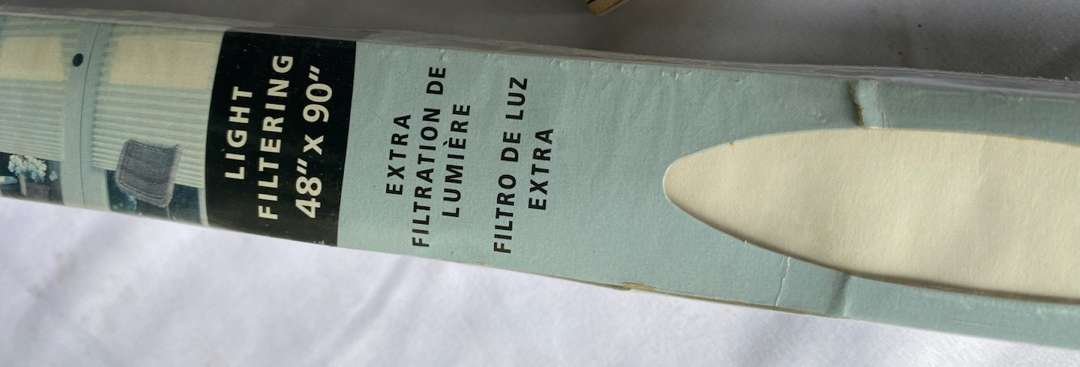 LIGHT
FILTERING
48" X 90"
EXTRA
FILTRATION DE
LUMIÈRE
FILTRO DE LUZ
EXTRA